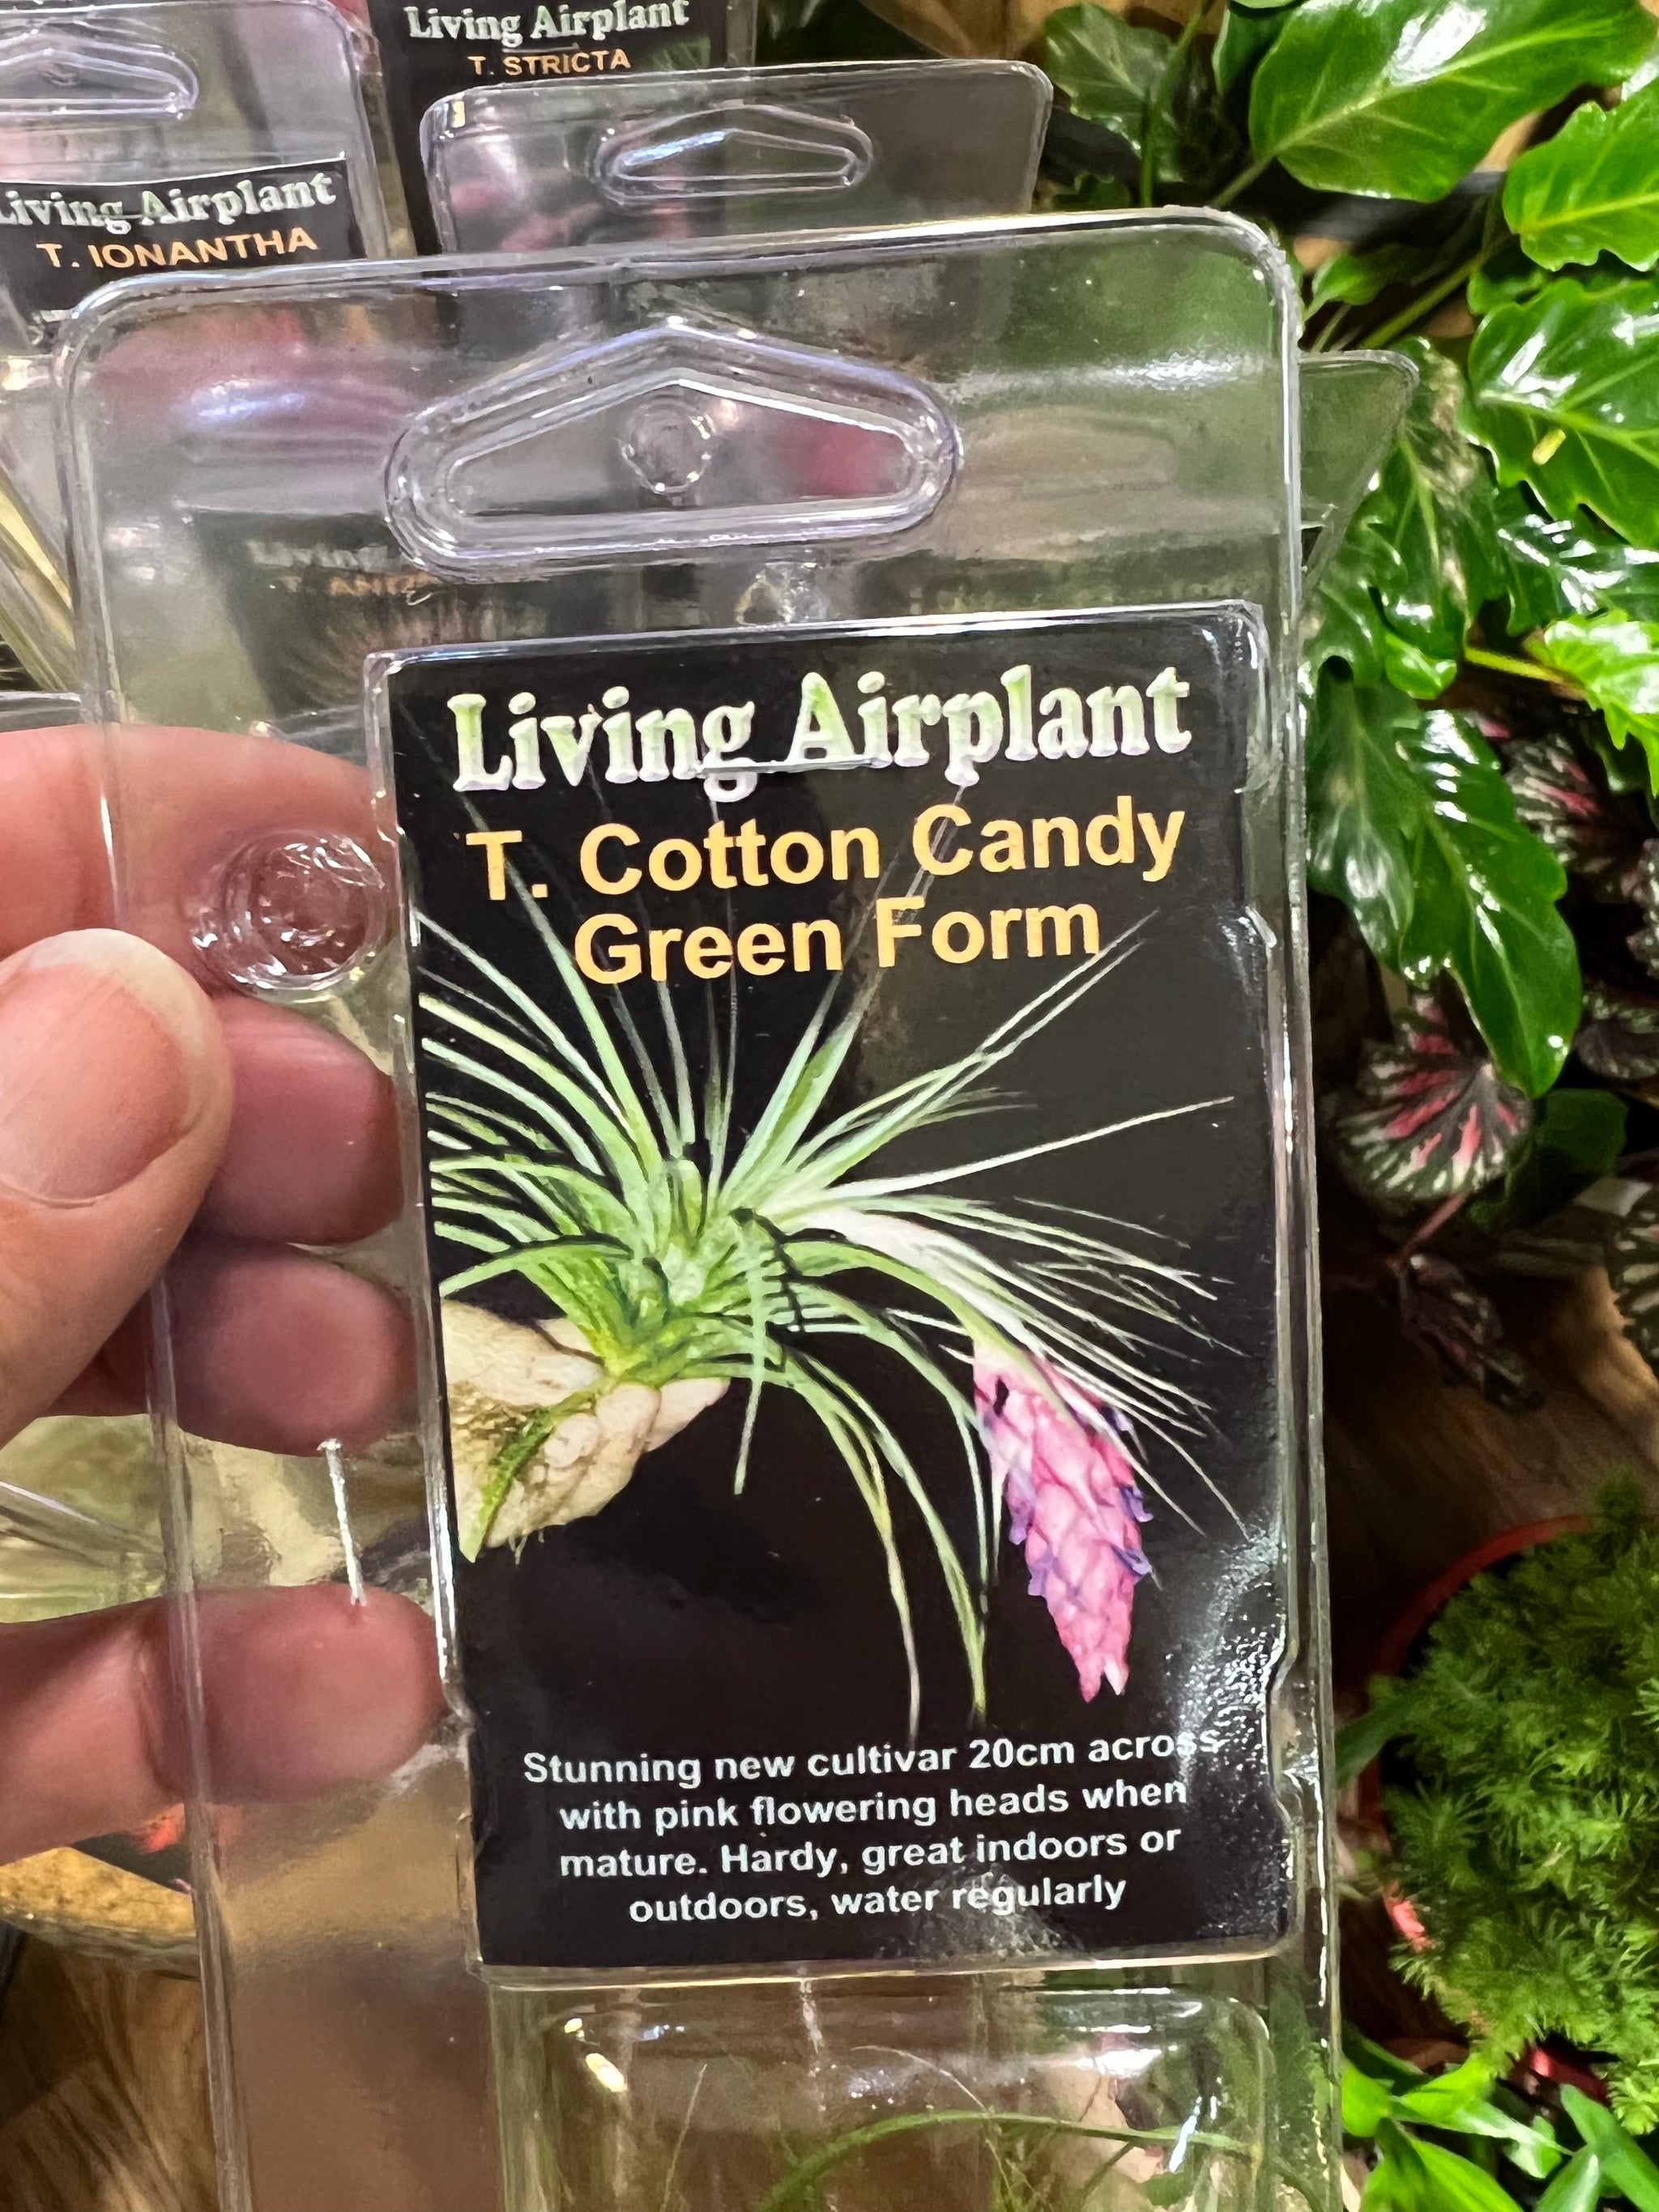 Living Airplant
T. STRICTA
Living Airplant
T. IONANTHA
Living Airplant
T. Cotton Candy
Green Form
Stunning new cultivar 20cm across
with pink flowering heads when
mature. Hardy, great indoors or
outdoors, water regularly